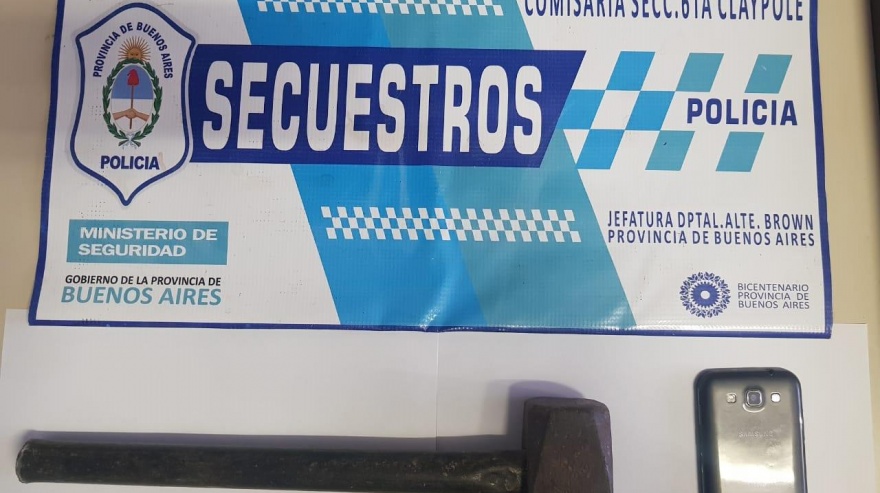 COMISARIA SECC.6TA CLAYPOLE
PROVINCIA DE BUENOS AIRES
POLICIA
SECUESTROS
POLICIA
MINISTERIO DE
SEGURIDAD
GOBIERNO DE LA PROVINCIA DE
BUENOS AIRES
JEFATURA DPTAL.ALTE. BROWN
PROVINCIA DE BUENOS AIRES
BICENTENARIO
PROVINCIA DE
BUENOS AIRES
SAMSUNG